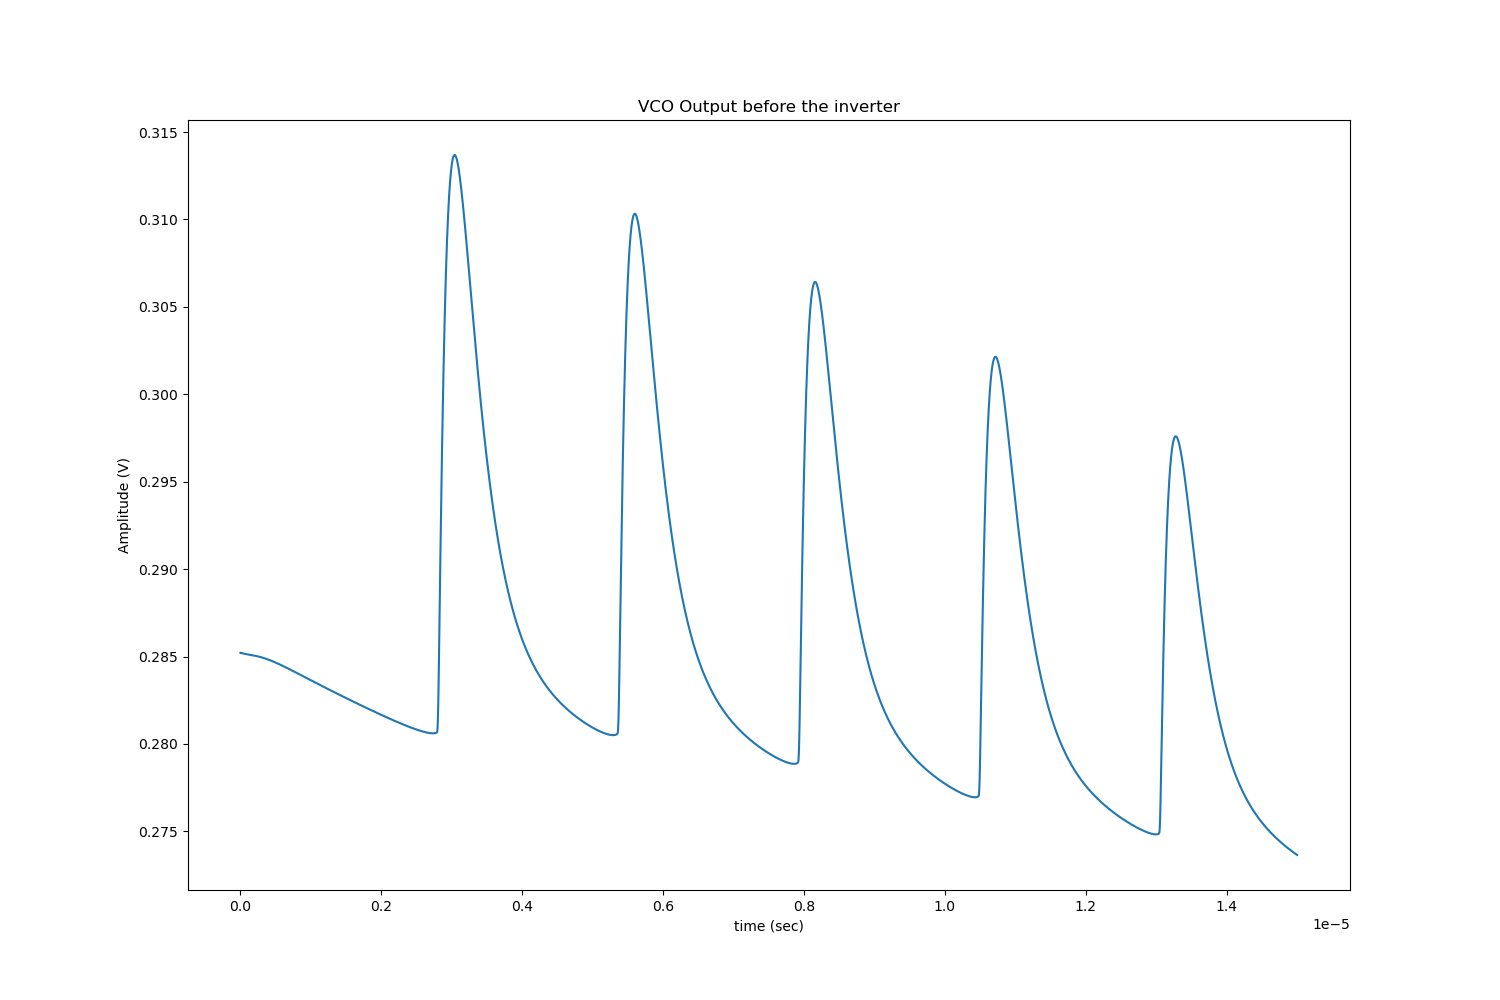 VCO Output before the inverter
Amplitude (V)
0.315
0.310
0.305
0.300
0.295
0.290
0.285
0.280
0.275
0.0 0.2 0.4 0.6 0.8 1.0 1.2 1.4
1e−5
time (sec)